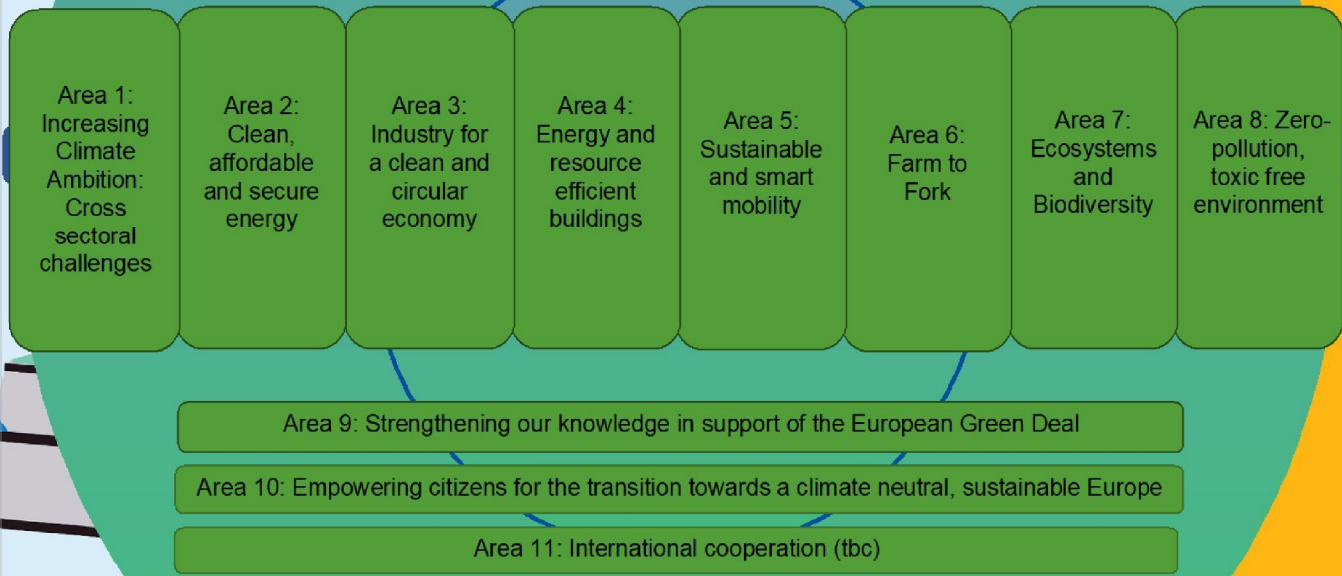 Area 1:
Increasing
Climate
Ambition:
Cross
sectoral
challenges
Area 2:
Clean,
affordable
and secure
energy
Area 3:
Industry for
a clean and
circular
economy
Area 4:
Energy and
resource
efficient
buildings
Area 5:
Sustainable
and smart
mobility
Area 6:
Farm to
Fork
Area 7:
Ecosystems
and
Biodiversity
Area 8: Zero-
pollution,
toxic free
environment
Area 9: Strengthening our knowledge in support of the European Green Deal
Area 10: Empowering citizens for the transition towards a climate neutral, sustainable Europe
Area 11: International cooperation (tbc)